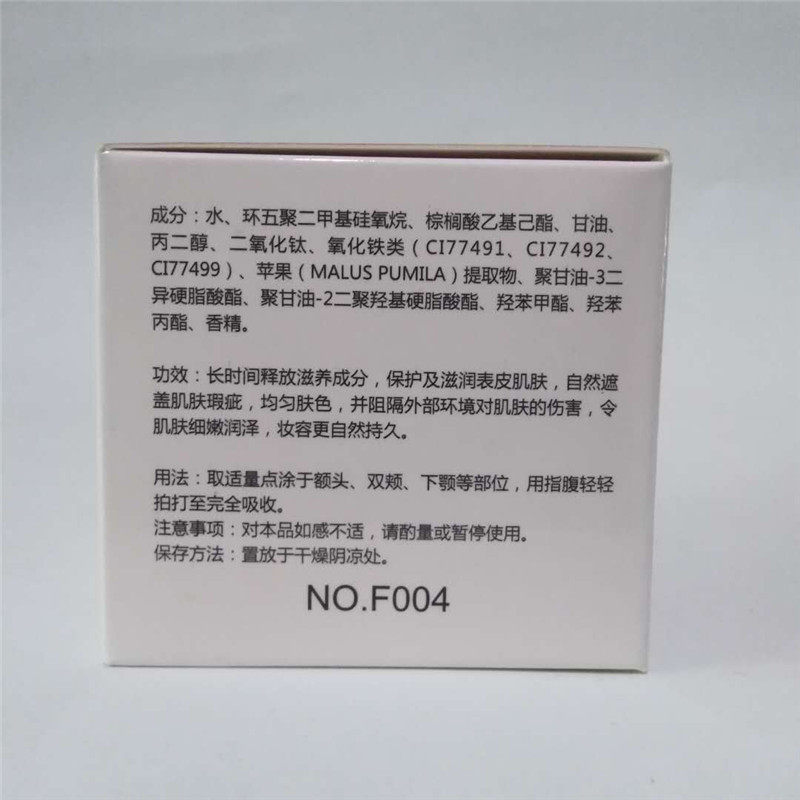 成分：水、环五聚二甲基硅氧烷、棕榈酸乙基己酯、甘油、
丙二醇、二氧化钛、氧化铁类（CI77491、CI77492、
CI77499）、苹果（MALUS PUMILA）提取物、聚甘油-3二
异硬脂酸酯、聚甘油-2二聚羟基硬脂酸酯、羟苯甲酯、羟苯
丙酯、香精。
功效：长时间释放滋养成分，保护及滋润表皮肌肤，自然遮
盖肌肤瑕疵，均匀肤色，并阻隔外部环境对肌肤的伤害，令
肌肤细嫩润泽，妆容更自然持久。
用法：取适量点涂于额头、双颊、下颚等部位，用指腹轻轻
拍打至完全吸收。
注意事项：对本品如感不适，请酌量或暂停使用。
保存方法：置放于干燥阴凉处。
NO.F004